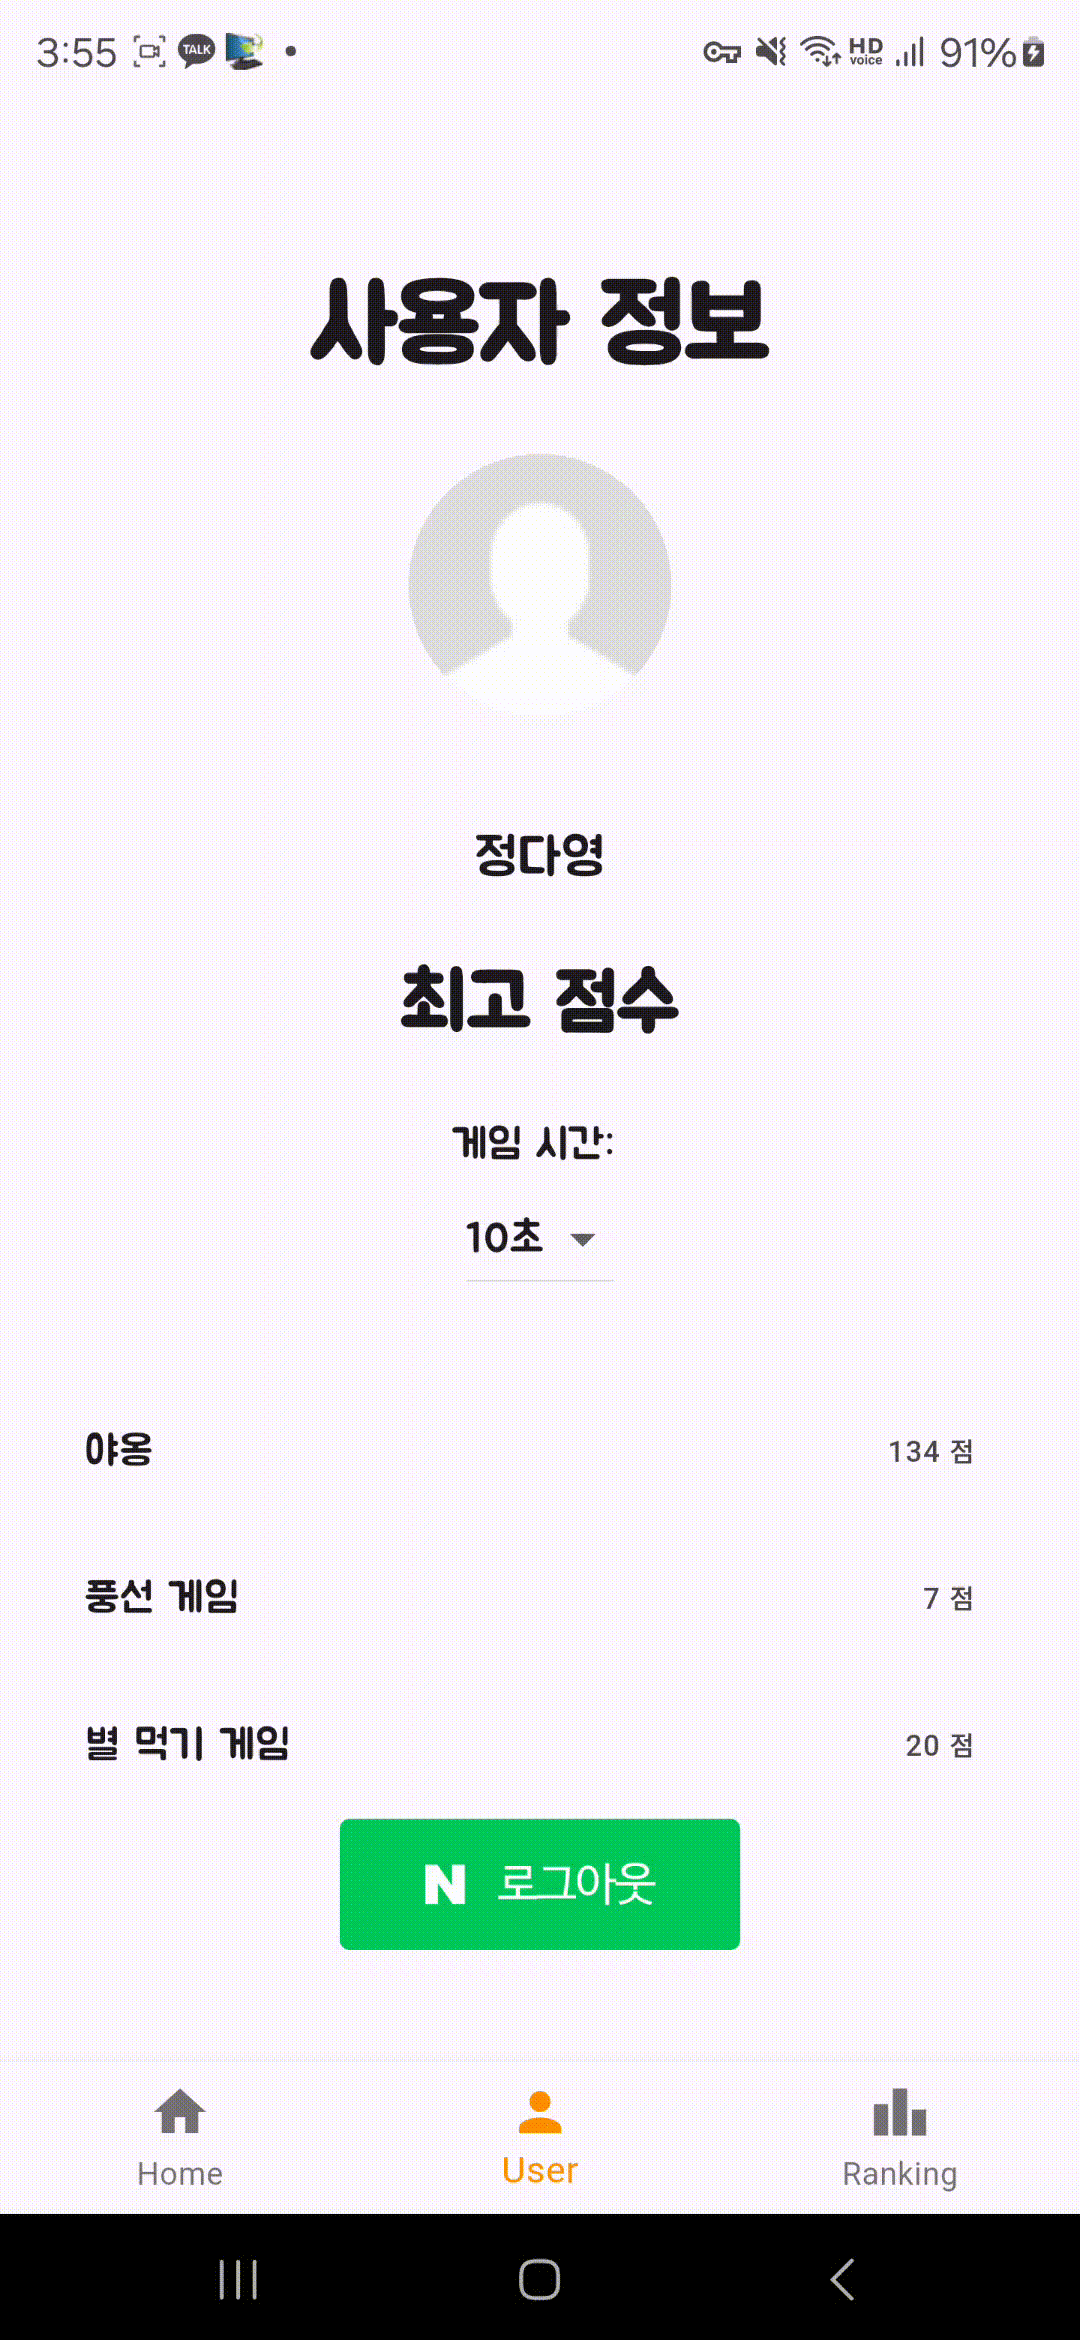 3:55 TALK HD voice 91%
사용자 정보
정다영
최고 점수
게임 시간:
10초
야옹 134 점
풍선 게임 7 점
별 먹기 게임 20 점
N 로그아웃
Home User Ranking